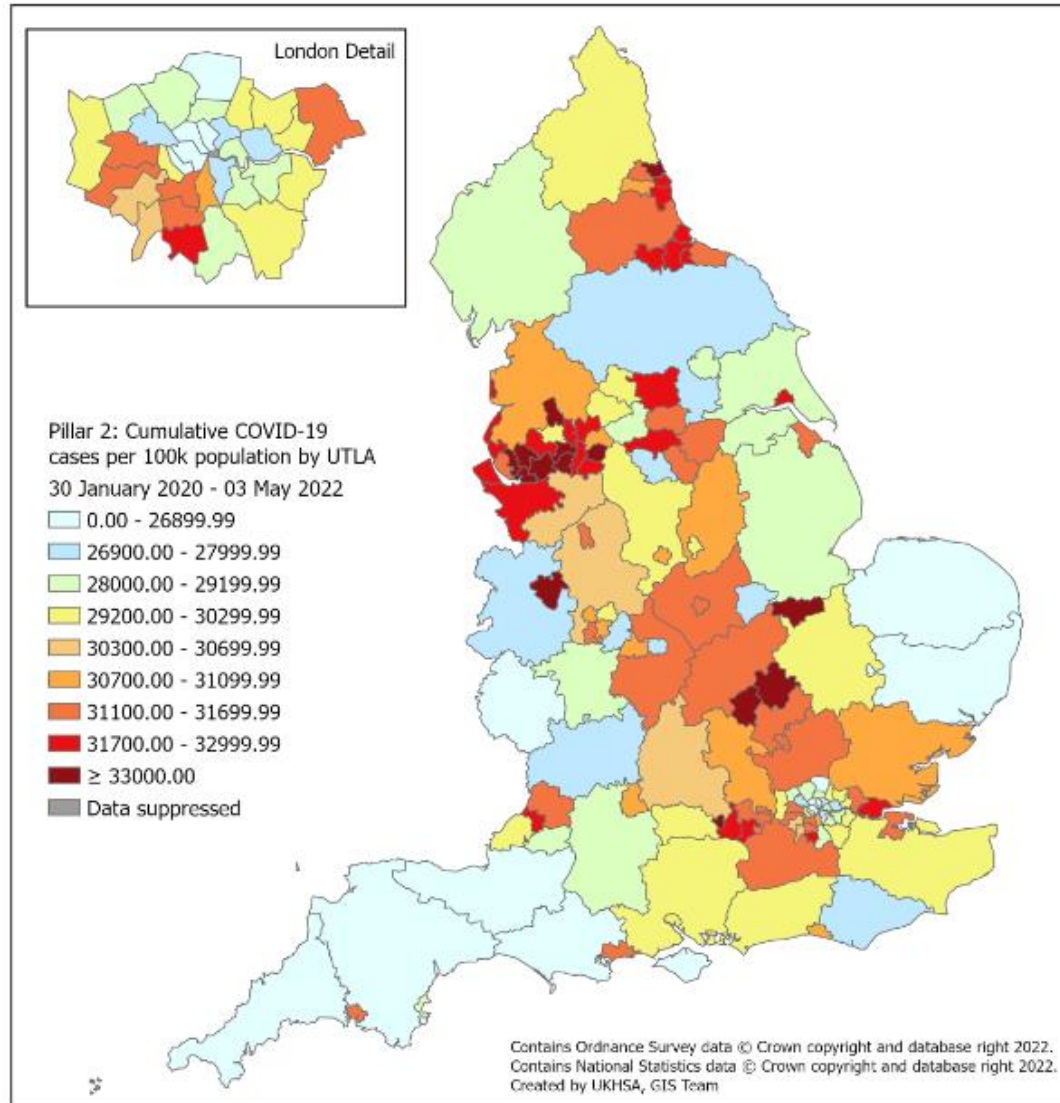 London Detail
Pillar 2: Cumulative COVID-19
cases per 100k population by UTLA
30 January 2020 - 03 May 2022
0.00 - 26899.99
26900.00 - 27999.99
28000.00 - 29199.99
29200.00 - 30299.99
30300.00 - 30699.99
30700.00 - 31099.99
31100.00 - 31699.99
31700.00 - 32999.99
≥ 33000.00
Data suppressed
Contains Ordnance Survey data © Crown copyright and database right 2022.
Contains National Statistics data © Crown copyright and database right 2022.
Created by UKHSA, GIS Team